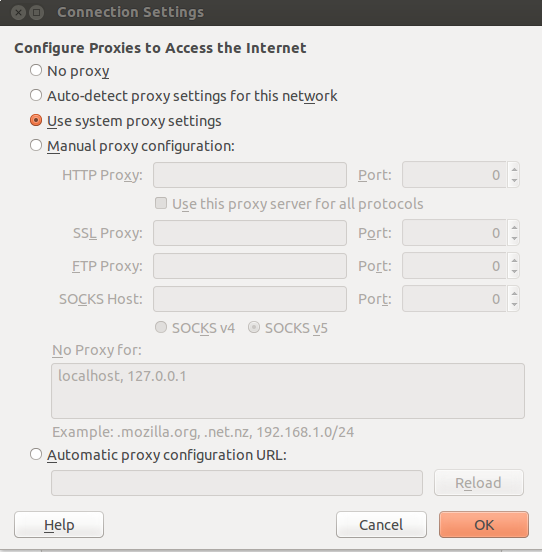 Connection Settings
Configure Proxies to Access the Internet
No proxy
Auto-detect proxy settings for this network
Use system proxy settings
Manual proxy configuration:
HTTP Proxy: Port: 0
Use this proxy server for all protocols
SSL Proxy: Port: 0
FTP Proxy: Port: 0
SOCKS Host: Port: 0
SOCKS v4 SOCKS v5
No Proxy for:
localhost, 127.0.0.1
Example: .mozilla.org, .net.nz, 192.168.1.0/24
Automatic proxy configuration URL:
Reload
Help Cancel OK